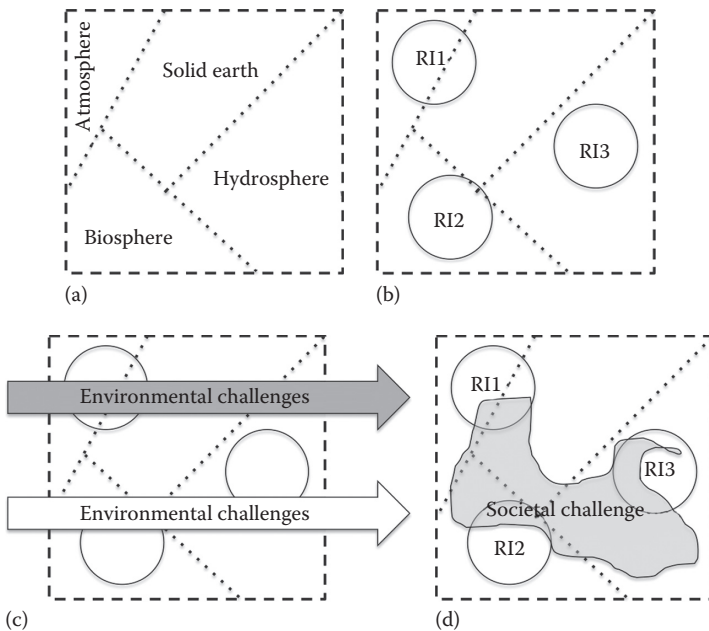 Atmosphere
Solid earth
Hydrosphere
Biosphere
(a)
RI1
RI3
RI2
(b)
Environmental challenges
Environmental challenges
(c)
RI1
RI3
Societal challenge
RI2
(d)